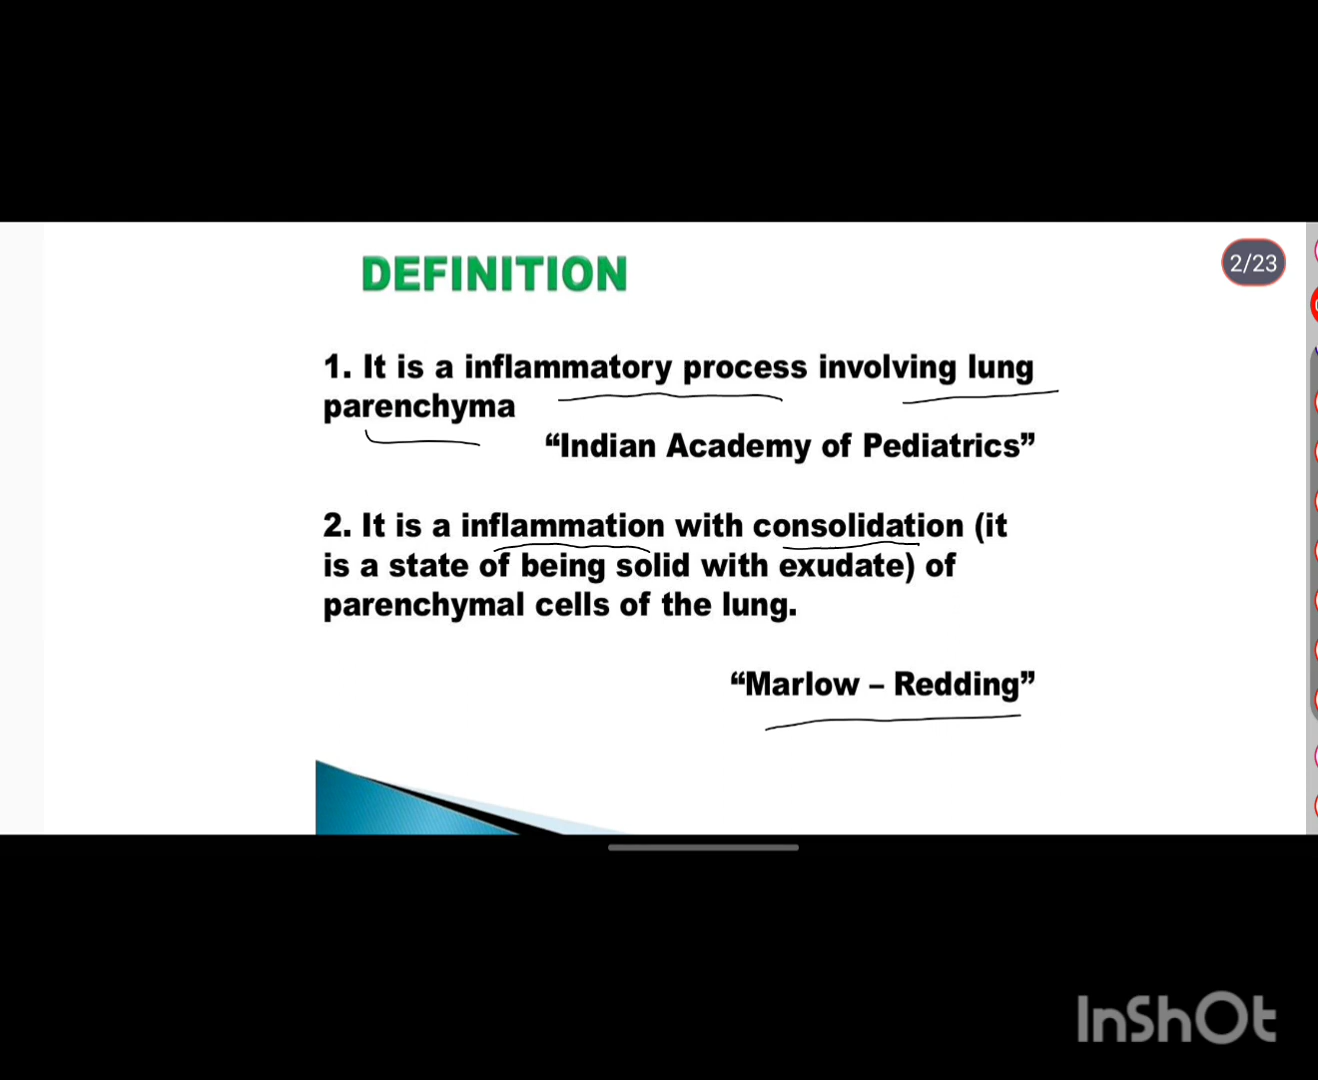 DEFINITION
2/23
1. It is a inflammatory process involving lung
parenchyma
“Indian Academy of Pediatrics”
2. It is a inflammation with consolidation (it
is a state of being solid with exudate) of
parenchymal cells of the lung.
“Marlow – Redding”
InShOt